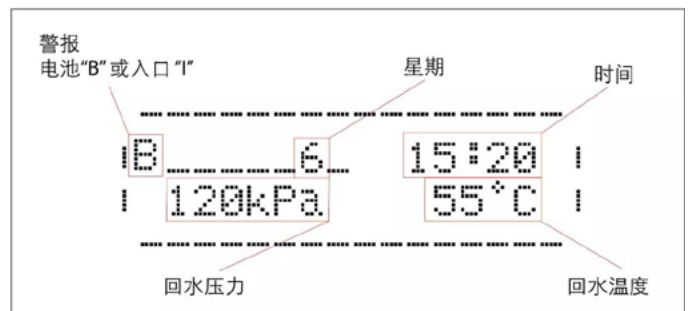 警报
电池“B”或入口“I”
星期
时间
B 6 15:20
120kPa 55°C
回水压力
回水温度